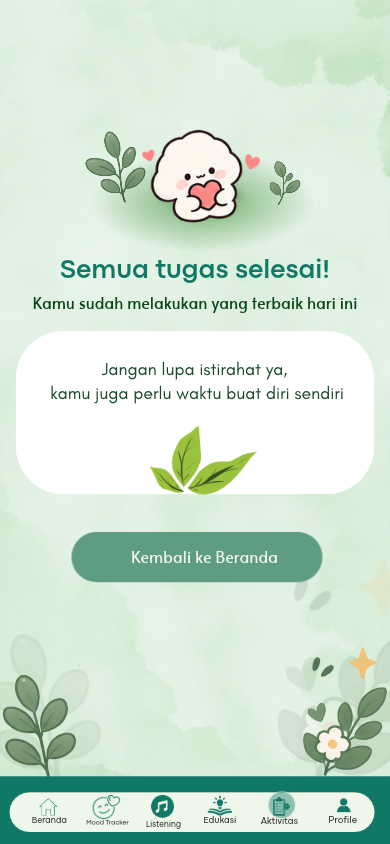 Semua tugas selesai!
Kamu sudah melakukan yang terbaik hari ini
Jangan lupa istirahat ya,
kamu juga perlu waktu buat diri sendiri
Kembali ke Beranda
Beranda
Mood Tracker
Listening
Edukasi
Aktivitas
Profile